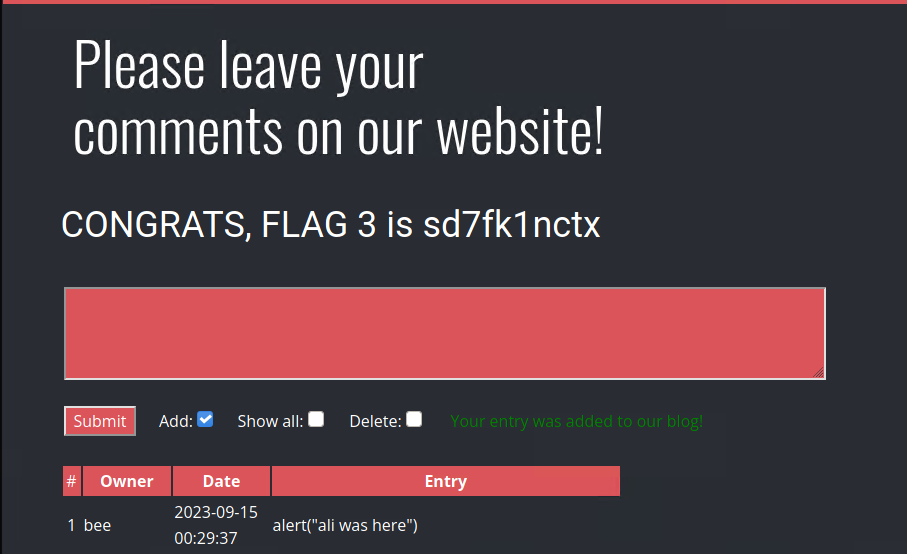 Please leave your
comments on our website!
CONGRATS, FLAG 3 is sd7fk1nctx
Submit Add: Show all: Delete: Your entry was added to our blog!
# Owner Date Entry
1 bee 2023-09-15 00:29:37 alert("ali was here")